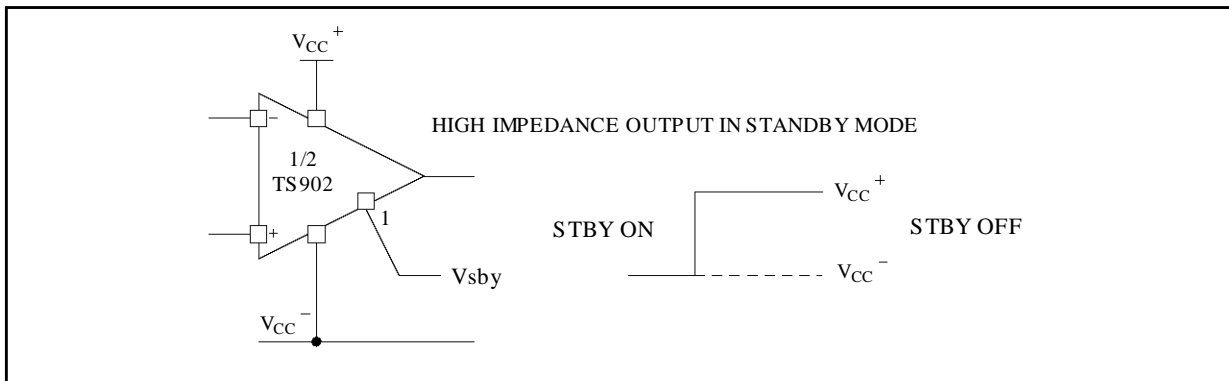 VCC +
HIGH IMPEDANCE OUTPUT IN STANDBY MODE
−
1/2
TS902
+
1
Vsby
VCC −
STBY ON
VCC +
STBY OFF
VCC −